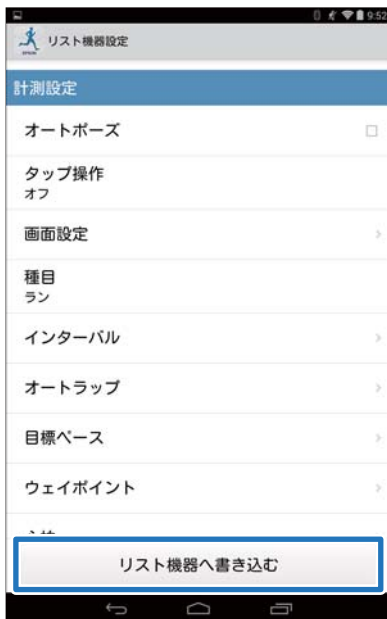 9:52
EPSON
リスト機器設定
計測設定
オートポーズ
タップ操作
オフ
画面設定
種目
ラン
インターバル
オートラップ
目標ペース
ウェイポイント
リスト機器へ書き込む